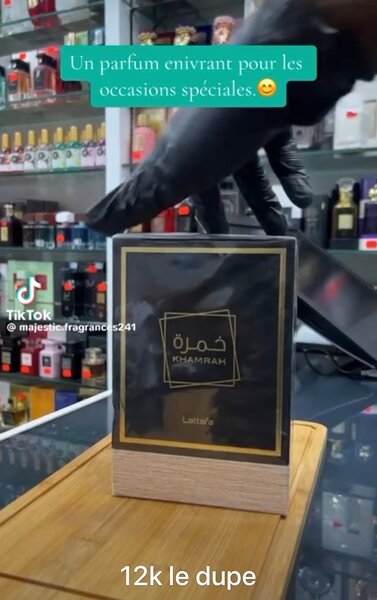 Un parfum enivrant pour les
occasions spéciales.😊
TikTok
@ majestic.fragrances241
خمرة
KHAMRAH
Lattafa
12k le dupe